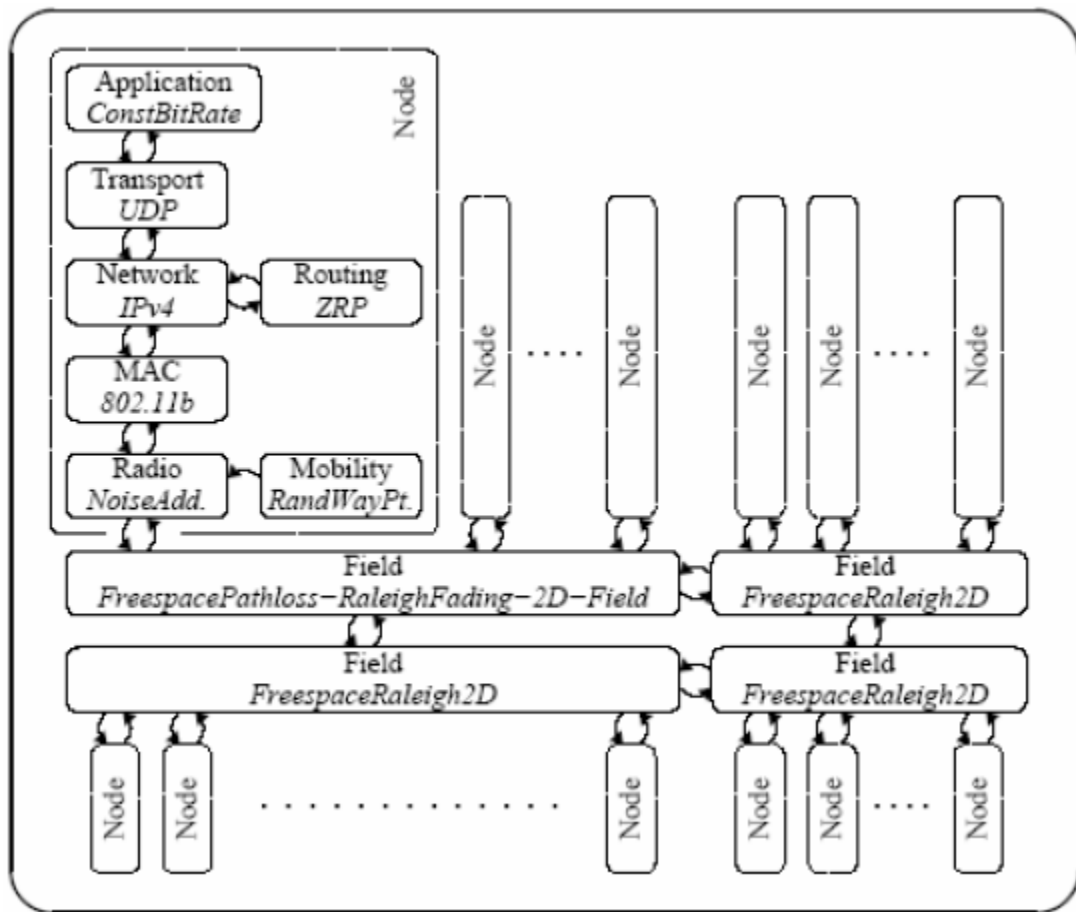 Application
ConstBitRate
Node
Transport
UDP
Network
IPv4
Routing
ZRP
MAC
802.11b
Radio
NoiseAdd.
Mobility
RandWayPt.
Node
....
Node
Node
Node
....
Node
Field
FreespacePathloss−RaleighFading−2D−Field
Field
FreespaceRaleigh2D
Field
FreespaceRaleigh2D
Field
FreespaceRaleigh2D
Node
Node
.............
Node
Node
Node
....
Node